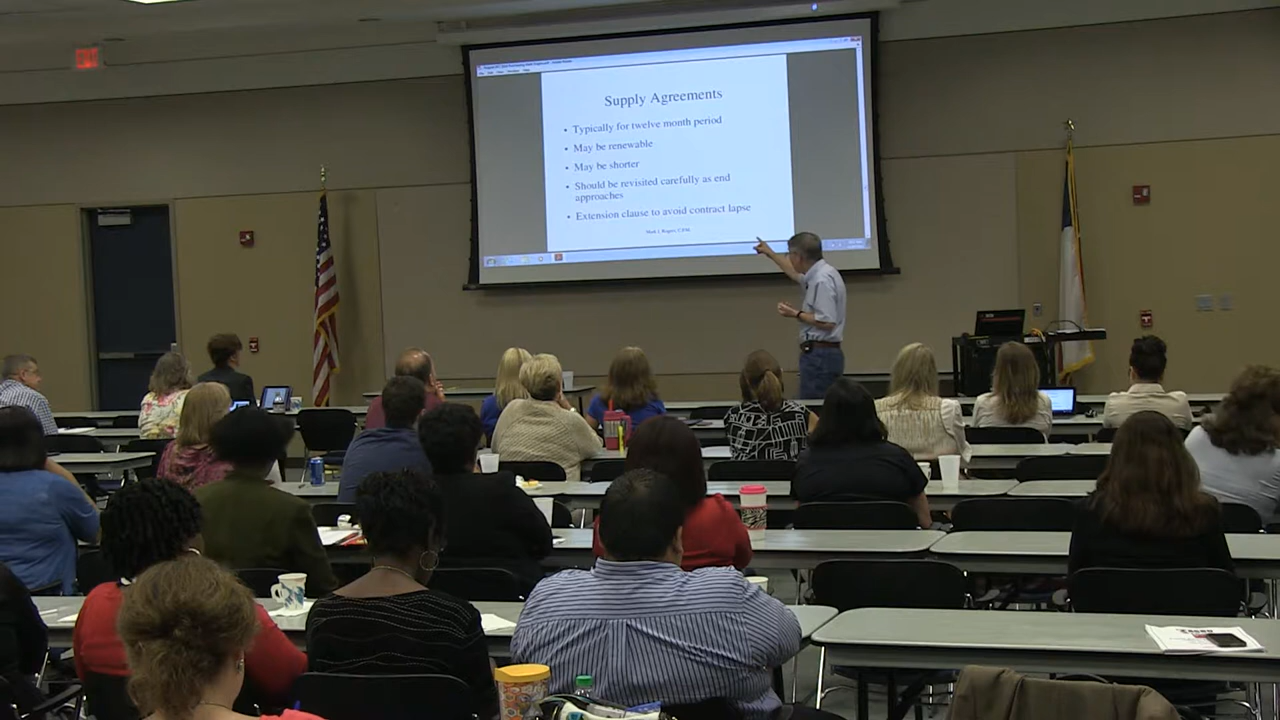 Supply Agreements
• Typically for twelve month period
• May be renewable
• May be shorter
• Should be revisited carefully as end
approaches
• Extension clause to avoid contract lapse